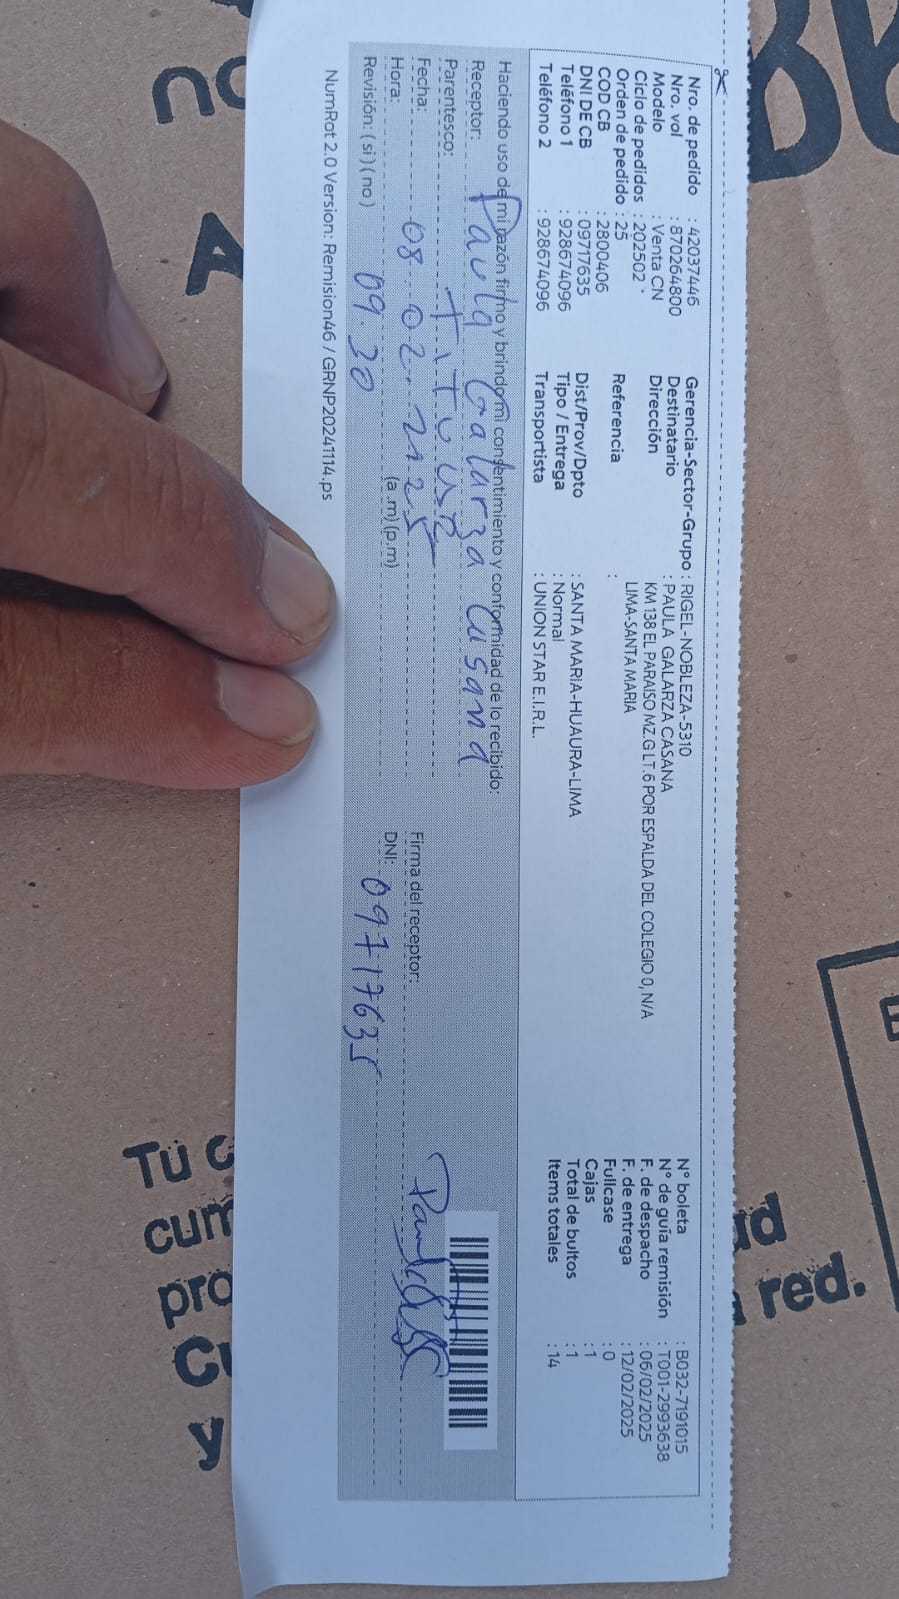 Nro. de pedido : 42037446
Nro. vol : 870264800
Modelo : Venta CN
Ciclo de pedidos : 202502
Orden de pedido : 25
COD CB : 2800406
DNI DE CB : 09717635
Teléfono 1 : 928674096
Teléfono 2 : 928674096
Gerencia-Sector-Grupo : RIGEL-NOBLEZA-5310
Destinatario : PAULA GALARZA CASANA
Dirección KM 138 EL PARAISO MZ.G LT.6 POR ESPALDA DEL COLEGIO 0, N/A
LIMA-SANTA MARIA
Referencia :
Dist/Prov/Dpto : SANTA MARIA-HUAURA-LIMA
Tipo / Entrega : Normal
Transportista : UNION STAR E.I.R.L.
N° boleta : B032-7191015
N° de guía remisión : T001-2993638
F. de despacho : 06/02/2025
F. de entrega : 12/02/2025
Fullcase : 0
Cajas : 1
Total de bultos : 1
Items totales : 14
Haciendo uso de mi razón firmo y brindo mi consentimiento y conformidad de lo recibido:
Receptor: Paula Galarza Casana
Parentesco: Titular
Fecha: 08.02.2025
Hora: 09.30 (a.m) (p.m)
Revisión: ( si ) ( no )
Firma del receptor:
DNI: 09717635
NumRot 2.0 Version: Remision46 / GRNP20241114.ps
Tú
red.
y